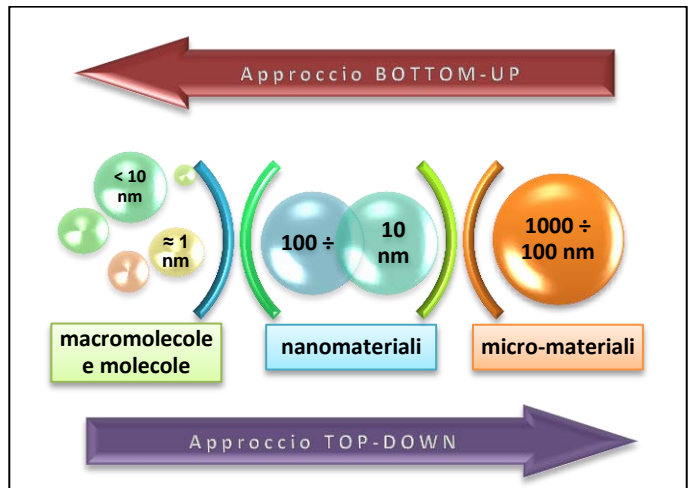 Approccio BOTTOM-UP
< 10
nm
≈ 1
nm
100 ÷
10
nm
1000 ÷
100 nm
macromolecole
e molecole
nanomateriali
micro-materiali
Approccio TOP-DOWN